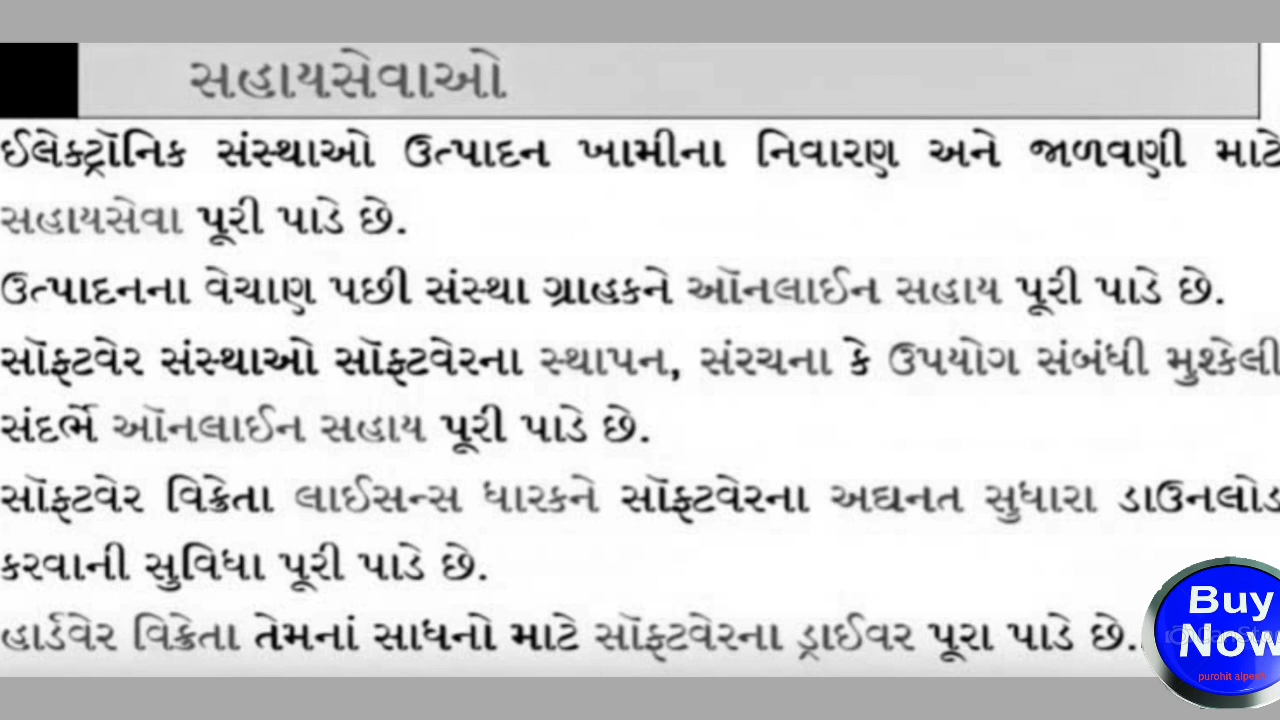 સહાયસેવાઓ
ઈલેક્ટ્રૉનિક સંસ્થાઓ ઉત્પાદન ખામીના નિવારણ અને જાળવણી માટે
સહાયસેવા પૂરી પાડે છે.
ઉત્પાદનના વેચાણ પછી સંસ્થા ગ્રાહકને ઑનલાઈન સહાય પૂરી પાડે છે.
સૉફ્ટવેર સંસ્થાઓ સૉફ્ટવેરના સ્થાપન, સંરચના કે ઉપયોગ સંબંધી મુશ્કેલી
સંદર્ભે ઑનલાઈન સહાય પૂરી પાડે છે.
સૉફ્ટવેર વિક્રેતા લાઈસન્સ ધારકને સૉફ્ટવેરના અદ્યનત સુધારા ડાઉનલોડ
કરવાની સુવિધા પૂરી પાડે છે.
હાર્ડવેર વિક્રેતા તેમનાં સાધનો માટે સૉફ્ટવેરના ડ્રાઈવર પૂરા પાડે છે..
Buy
Now
purohit